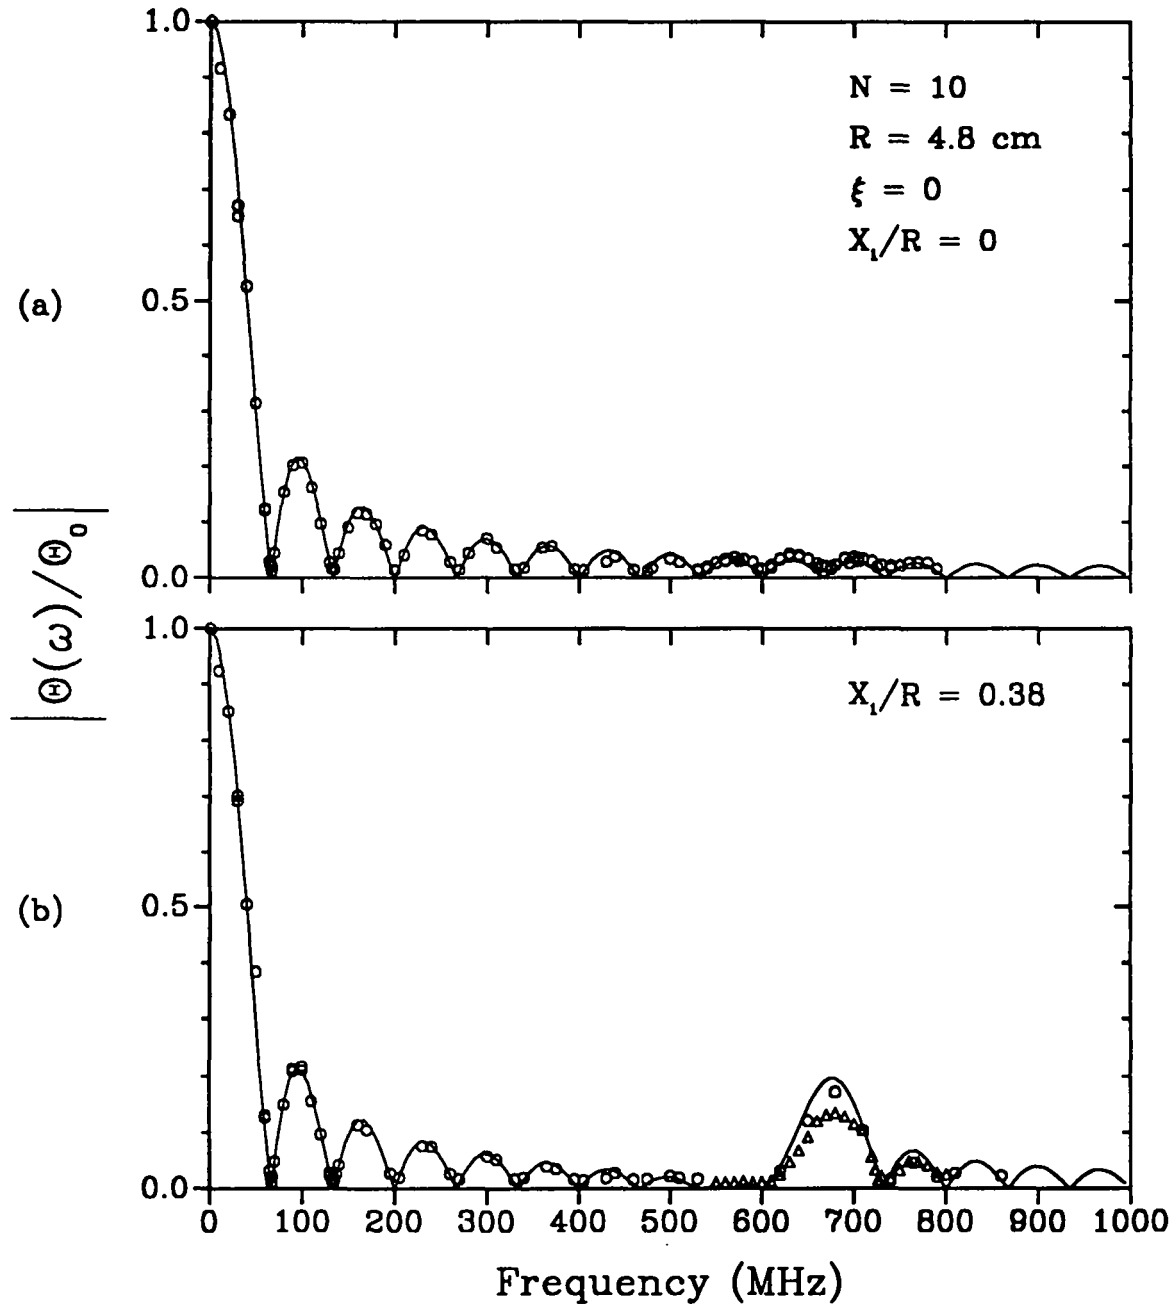 1.0
N = 10
R = 4.8 cm
ξ = 0
X₁/R = 0
(a)
0.5
0.0
|Θ(ω)/Θ₀|
1.0
X₁/R = 0.38
(b)
0.5
0.0
0 100 200 300 400 500 600 700 800 900 1000
Frequency (MHz)